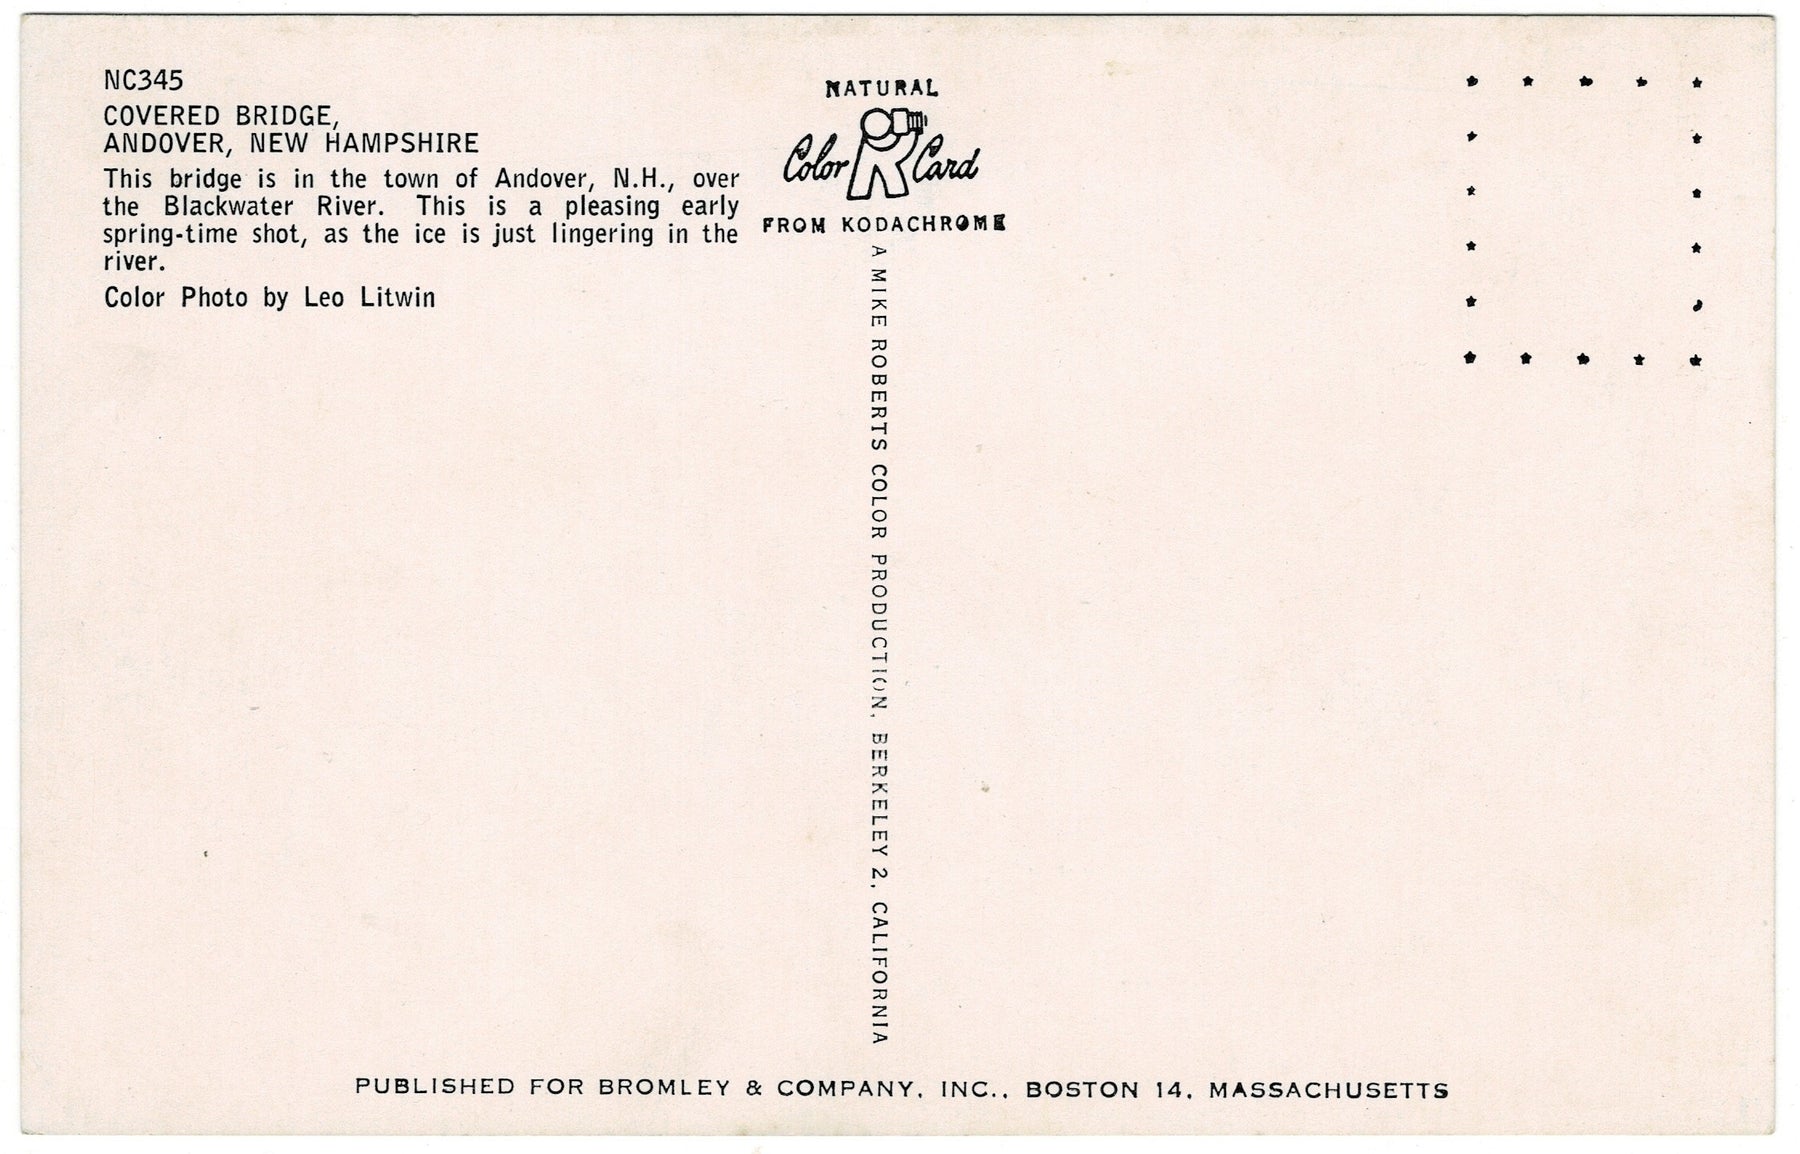 NC345
COVERED BRIDGE,
ANDOVER, NEW HAMPSHIRE
This bridge is in the town of Andover, N.H., over
the Blackwater River. This is a pleasing early
spring-time shot, as the ice is just lingering in the
river.
Color Photo by Leo Litwin
NATURAL
Color R Card
FROM KODACHROME
A MIKE ROBERTS COLOR PRODUCTION, BERKELEY 2, CALIFORNIA
PUBLISHED FOR BROMLEY & COMPANY, INC., BOSTON 14, MASSACHUSETTS